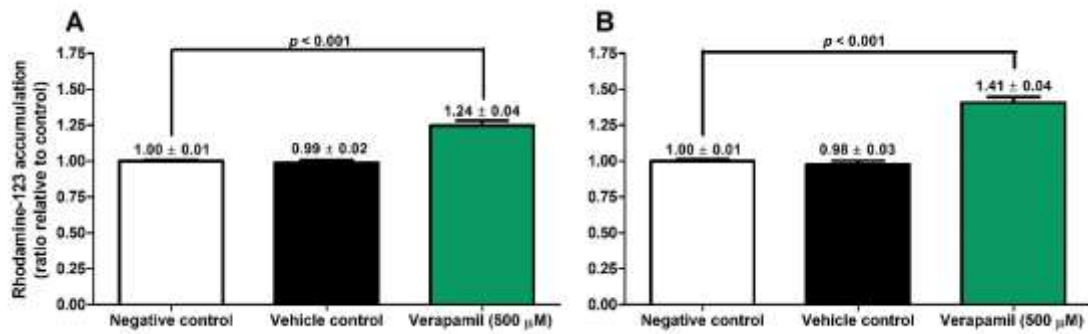 A
p < 0.001
1.75
1.50
1.25
1.00
0.75
0.50
0.25
0.00
Rhodamine-123 accumulation
(ratio relative to control)
1.00 ± 0.01
0.99 ± 0.02
1.24 ± 0.04
Negative control
Vehicle control
Verapamil (500 µM)
B
p < 0.001
1.75
1.50
1.25
1.00
0.75
0.50
0.25
0.00
1.00 ± 0.01
0.98 ± 0.03
1.41 ± 0.04
Negative control
Vehicle control
Verapamil (500 µM)